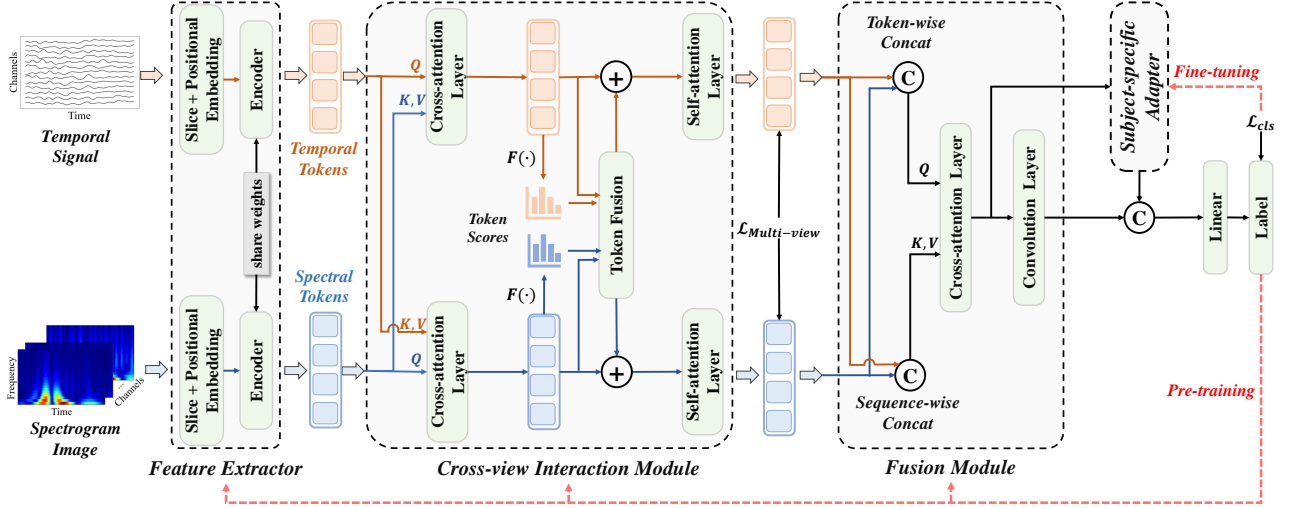 Channels
Time
Temporal
Signal
Slice + Positional
Embedding
Encoder
share weights
Frequency
Time
Channels
...
Spectrogram
Image
Slice + Positional
Embedding
Encoder
Feature Extractor
Temporal
Tokens
Spectral
Tokens
Q
K,V
Cross-attention
Layer
K,V
Q
Cross-attention
Layer
F(·)
Token
Scores
F(·)
Token Fusion
+
+
Self-attention
Layer
Self-attention
Layer
Cross-view Interaction Module
ℒMulti−view
Token-wise
Concat
C
Q
K,V
C
Sequence-wise
Concat
Cross-attention Layer
Convolution Layer
Fusion Module
Subject-specific
Adapter
C
Linear
Label
Fine-tuning
ℒcls
Pre-training